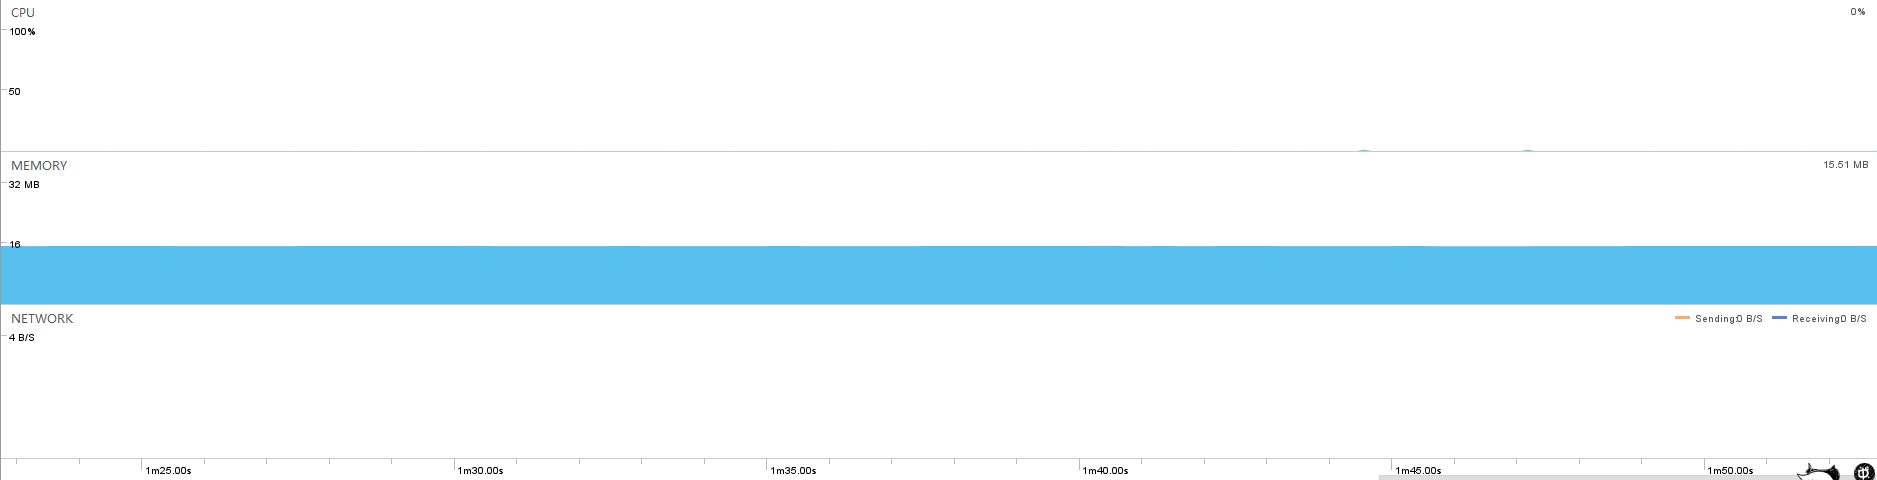 CPU
0%
100%
50
MEMORY
15.51 MB
32 MB
16
NETWORK
Sending:0 B/S Receiving:0 B/S
4 B/S
1m25.00s 1m30.00s 1m35.00s 1m40.00s 1m45.00s 1m50.00s